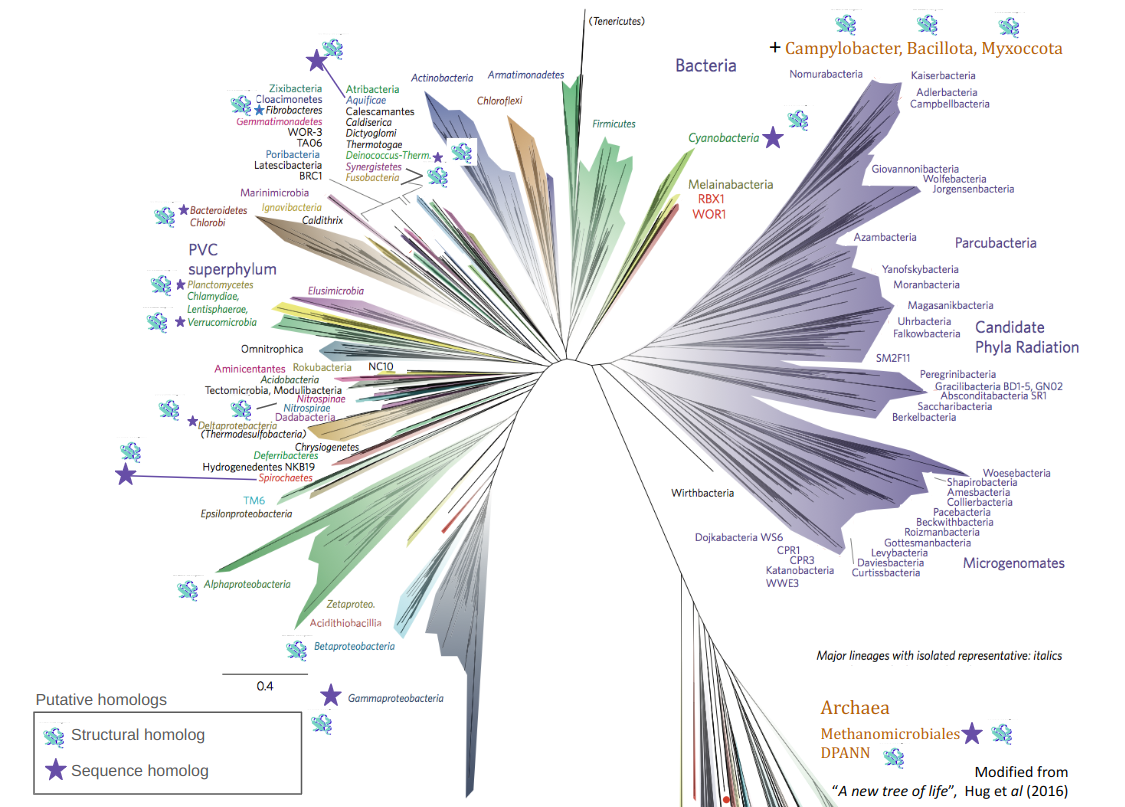 (Tenericutes)
+ Campylobacter, Bacillota, Myxoccota
Bacteria
Actinobacteria
Armatimonadetes
Chloroflexi
Firmicutes
Cyanobacteria
Melainabacteria
RBX1
WOR1
Zixibacteria
Cloacimonetes
Fibrobacteres
Gemmatimonadetes
WOR-3
TA06
Poribacteria
Latescibacteria
BRC1
Atribacteria
Aquificae
Calescamantes
Caldiserica
Dictyoglomi
Thermotogae
Deinococcus-Therm.
Synergistetes
Fusobacteria
Marinimicrobia
Ignavibacteria
Caldithrix
Bacteroidetes
Chlorobi
PVC
superphylum
Planctomycetes
Chlamydiae,
Lentisphaerae,
Verrucomicrobia
Elusimicrobia
Omnitrophica
Aminicentantes
Rokubacteria
NC10
Acidobacteria
Tectomicrobia, Modulibacteria
Nitrospinae
Nitrospirae
Dadabacteria
Deltaprotebacteria
(Thermodesulfobacteria)
Chrysiogenetes
Deferribacteres
Hydrogenedentes NKB19
Spirochaetes
TM6
Epsilonproteobacteria
Alphaproteobacteria
Zetaproteo.
Acidithiobacillia
Betaproteobacteria
Gammaproteobacteria
0.4
Nomurabacteria
Kaiserbacteria
Adlerbacteria
Campbellbacteria
Giovannonibacteria
Wolfebacteria
Jorgensenbacteria
Azambacteria
Parcubacteria
Yanofskybacteria
Moranbacteria
Magasanikbacteria
Uhrbacteria
Falkowbacteria
Candidate
Phyla Radiation
SM2F11
Peregrinibacteria
Gracilibacteria BD1-5, GN02
Absconditabacteria SR1
Saccharibacteria
Berkelbacteria
Woesebacteria
Shapirobacteria
Amesbacteria
Collierbacteria
Pacebacteria
Beckwithbacteria
Roizmanbacteria
Gottesmanbacteria
Levybacteria
Daviesbacteria
Curtissbacteria
Microgenomates
Wirthbacteria
Dojkabacteria WS6
CPR1
CPR3
Katanobacteria
WWE3
Major lineages with isolated representative: italics
Putative homologs
Structural homolog
Sequence homolog
Archaea
Methanomicrobiales
DPANN
Modified from
“A new tree of life”, Hug et al (2016)